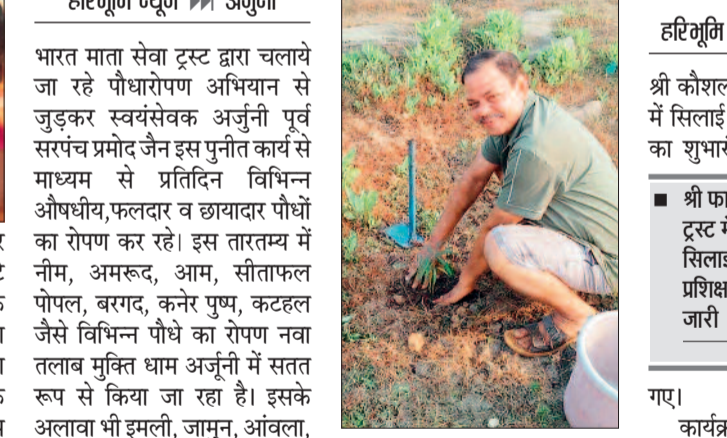 हरिभूमि न्यूज ▶▶ अर्जुनी
भारत माता सेवा ट्रस्ट द्वारा चलाये
जा रहे पौधारोपण अभियान से
जुड़कर स्वयंसेवक अर्जुनी पूर्व
सरपंच प्रमोद जैन इस पुनीत कार्य से
माध्यम से प्रतिदिन विभिन्न
औषधीय,फलदार व छायादार पौधों
का रोपण कर रहे। इस तारतम्य में
नीम, अमरूद, आम, सीताफल
पोपल, बरगद, कनेर पुष्प, कटहल
जैसे विभिन्न पौधे का रोपण नवा
तलाब मुक्ति धाम अर्जूनी में सतत
रूप से किया जा रहा है। इसके
अलावा भी इमली, जामून, आंवला,
हरिभूमि
श्री कौशल
में सिलाई
का
■ श्री
ट्रस्ट
सिलाई
जारी
गए।